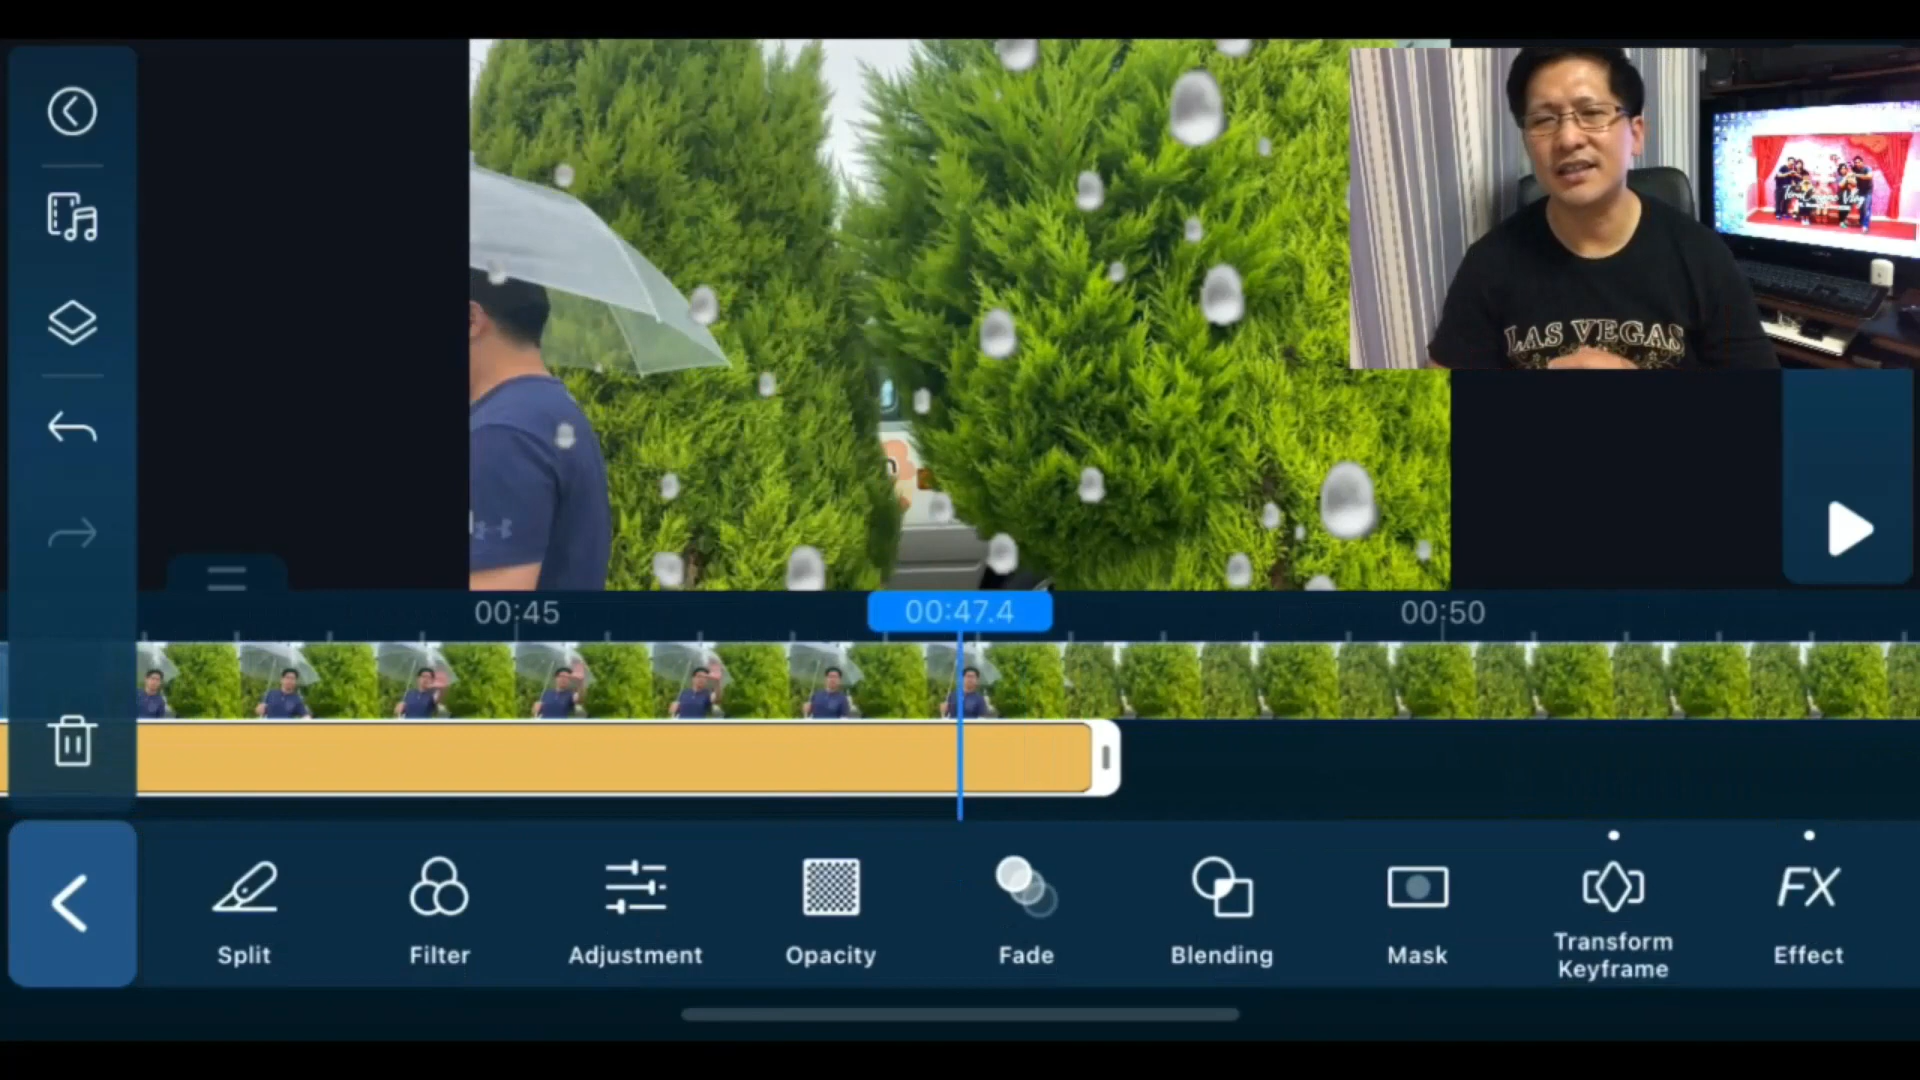 LAS VEGAS
00:45
00:47.4
00:50
Split
Filter
Adjustment
Opacity
Fade
Blending
Mask
Transform
Keyframe
FX
Effect